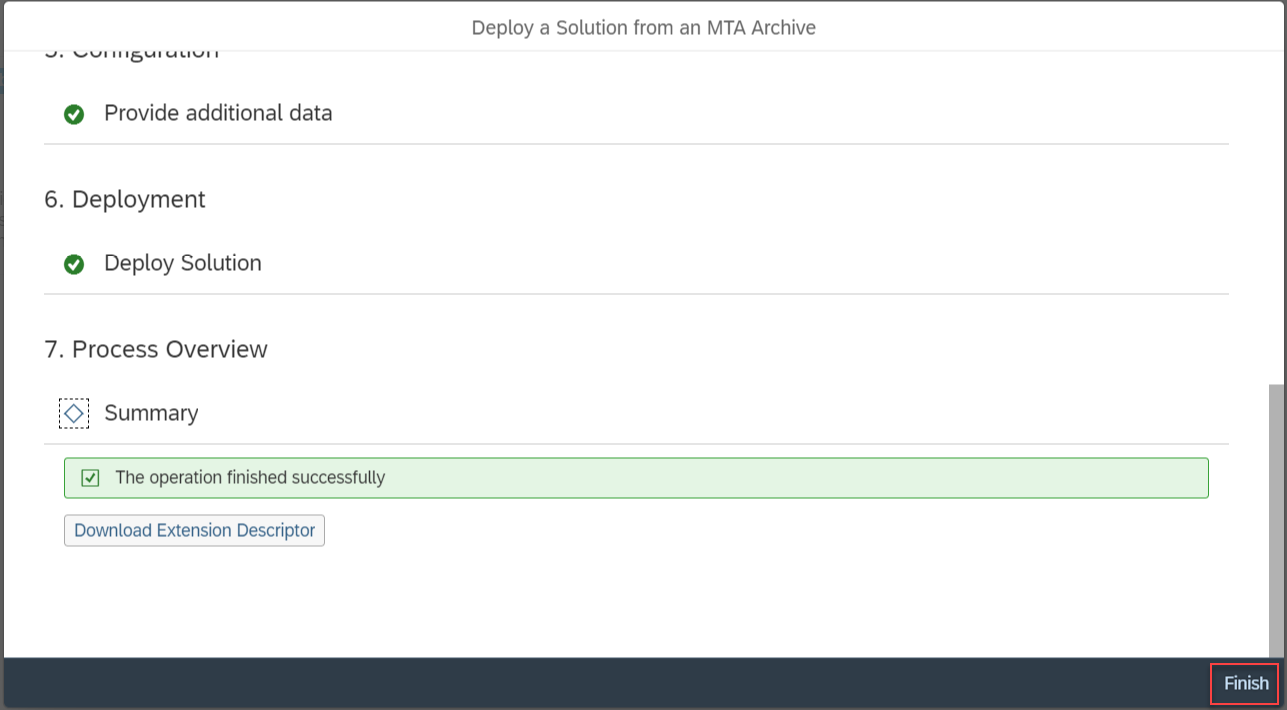 Deploy a Solution from an MTA Archive
5. Configuration
Provide additional data
6. Deployment
Deploy Solution
7. Process Overview
Summary
The operation finished successfully
Download Extension Descriptor
Finish